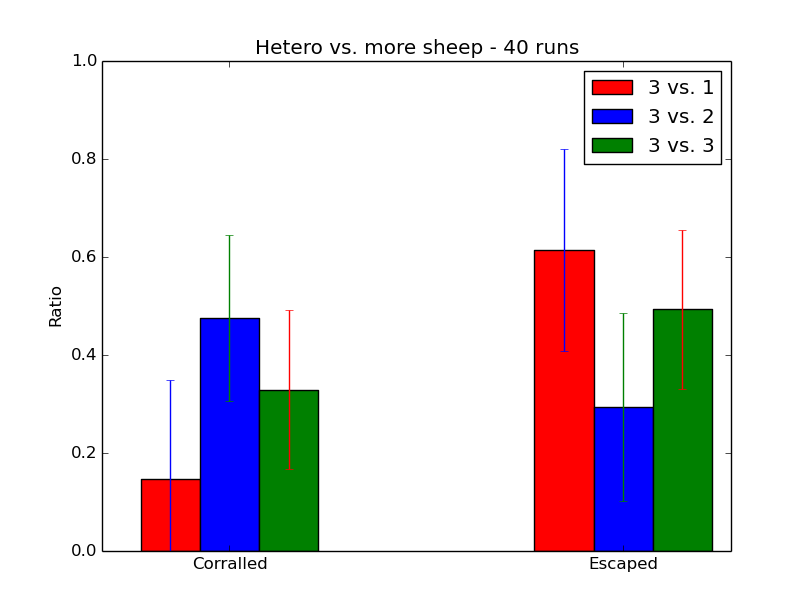 Hetero vs. more sheep - 40 runs
3 vs. 1
3 vs. 2
3 vs. 3
Ratio
1.0
0.8
0.6
0.4
0.2
0.0
Corralled
Escaped